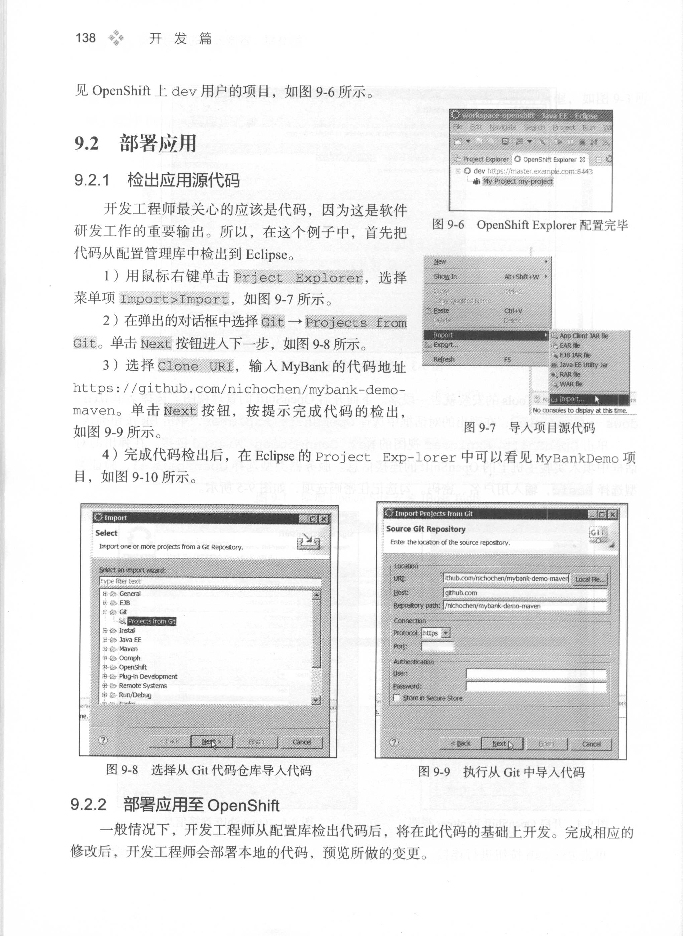 138 开 发 篇
见 OpenShift 上 dev 用户的项目，如图 9-6 所示。
9.2 部署应用
9.2.1 检出应用源代码
开发工程师最关心的应该是代码，因为这是软件
研发工作的重要输出。所以，在这个例子中，首先把
代码从配置管理库中检出到 Eclipse。
1）用鼠标右键单击 Prject Explorer，选择
菜单项 Import>Import，如图 9-7 所示。
2）在弹出的对话框中选择 Git → Projects from
Git。单击 Next 按钮进入下一步，如图 9-8 所示。
3）选择 Clone URI，输入 MyBank 的代码地址
https://github.com/nichochen/mybank-demo-
maven。单击 Next 按钮，按提示完成代码的检出，
如图 9-9 所示。
workspace-openshift - Java EE - Eclipse
File Edit Navigate Search Project Run
Project Explorer OpenShift Explorer
dev https://master.example.com:8443
My Project my-project
图 9-6 OpenShift Explorer 配置完毕
New
Show In Alt+Shift+W
Paste Ctrl+V
Delete
Import
Export...
Refresh F5
App Client JAR file
EAR file
EJB JAR file
Java EE Utility Jar
RAR file
WAR file
Import...
No consoles to display at this time.
图 9-7 导入项目源代码
4）完成代码检出后，在 Eclipse 的 Project Exp-lorer 中可以看见 MyBankDemo 项
目，如图 9-10 所示。
Import
Select
Import one or more projects from a Git Repository.
Select an import wizard:
type filter text
General
EJB
Git
Projects from Git
Install
Java EE
Maven
Oomph
OpenShift
Plug-in Development
Remote Systems
Run/Debug
< Back Next > Finish Cancel
图 9-8 选择从 Git 代码仓库导入代码
Import Projects from Git
Source Git Repository
Enter the location of the source repository.
GIT
Location
URI: ithub.com/nichochen/mybank-demo-maven Local File...
Host: github.com
Repository path: /nichochen/mybank-demo-maven
Connection
Protocol: https
Port:
Authentication
User:
Password:
Store in Secure Store
< Back Next > Finish Cancel
图 9-9 执行从 Git 中导入代码
9.2.2 部署应用至 OpenShift
一般情况下，开发工程师从配置库检出代码后，将在此代码的基础上开发。完成相应的
修改后，开发工程师会部署本地的代码，预览所做的变更。